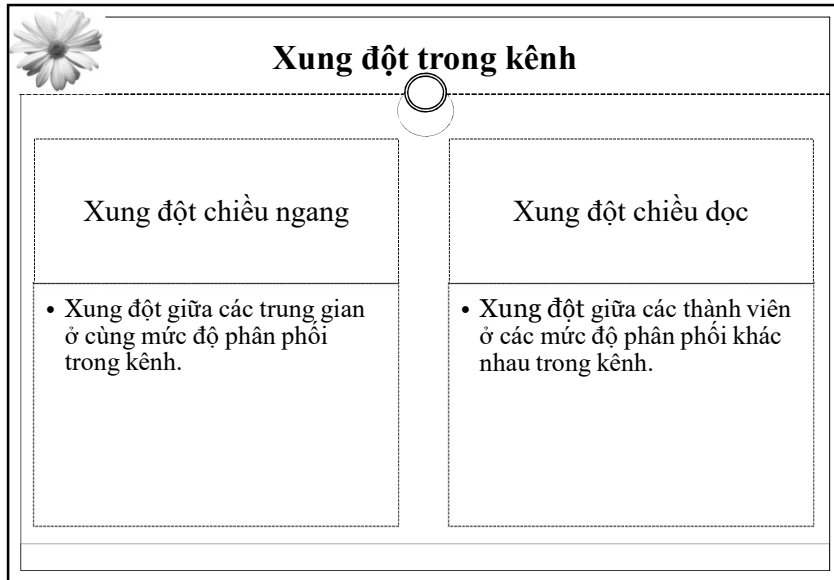 Xung đột trong kênh
Xung đột chiều ngang
• Xung đột giữa các trung gian
ở cùng mức độ phân phối
trong kênh.
Xung đột chiều dọc
• Xung đột giữa các thành viên
ở các mức độ phân phối khác
nhau trong kênh.